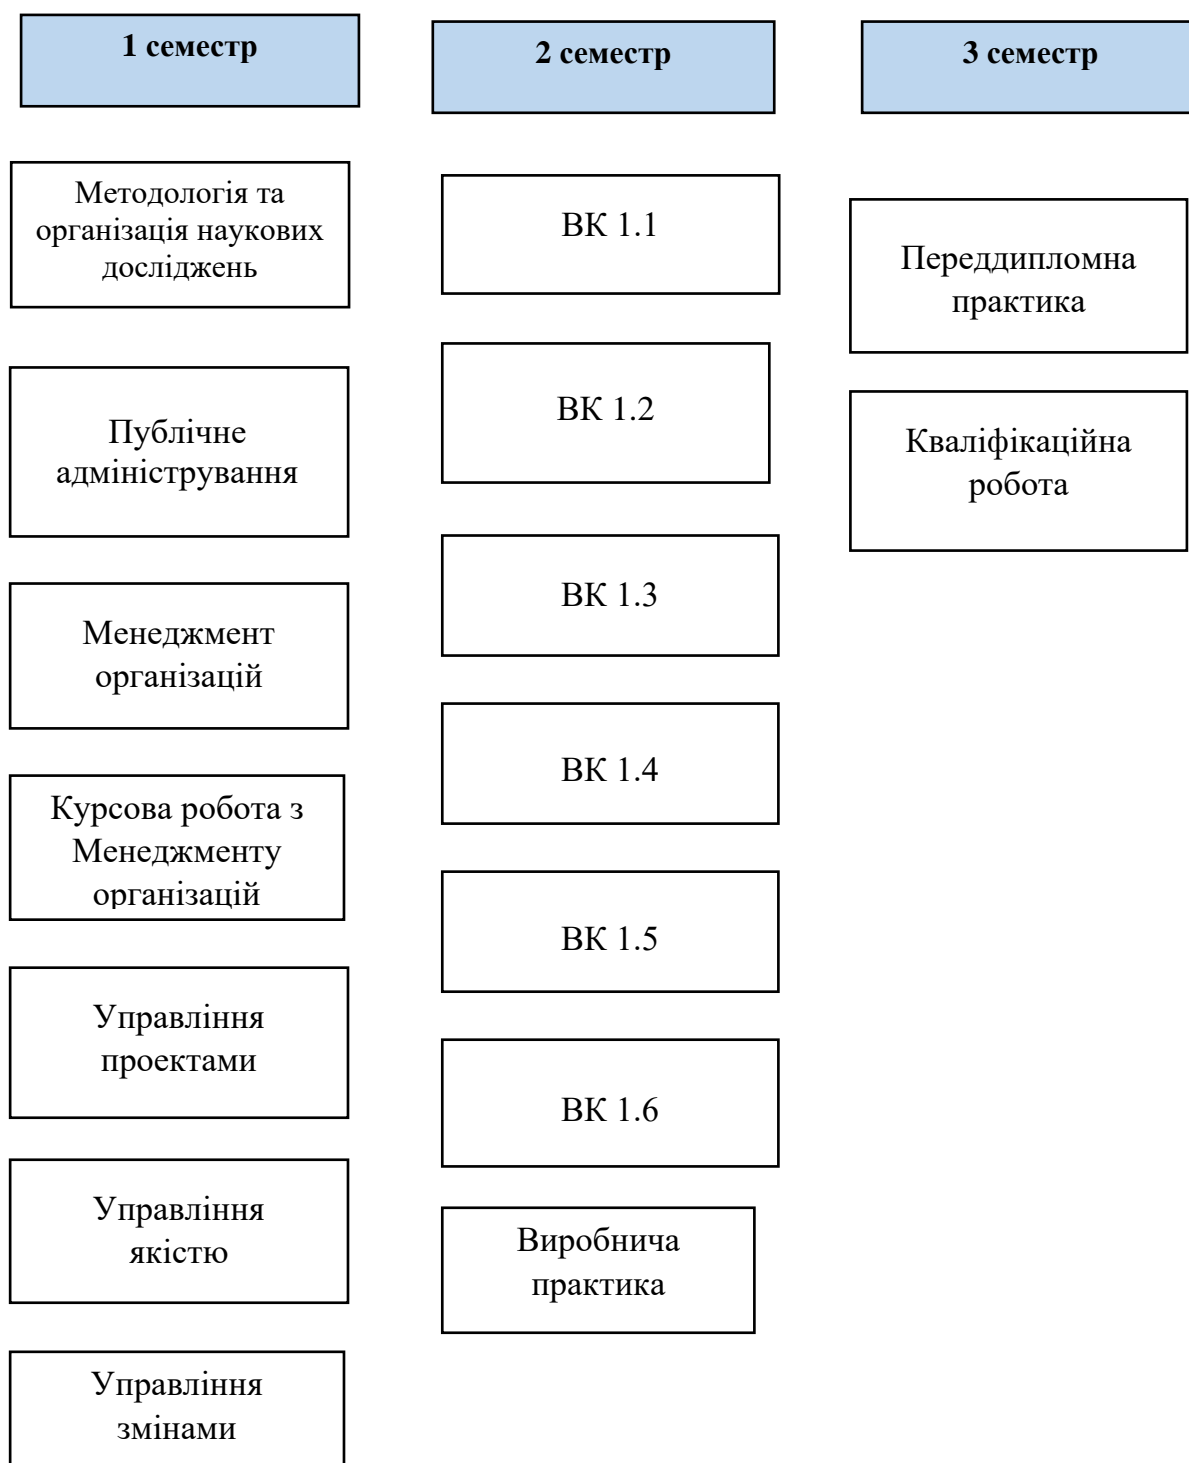 1 семестр
2 семестр
3 семестр
Методологія та
організація наукових
досліджень
Публічне
адміністрування
Менеджмент
організацій
Курсова робота з
Менеджменту
організацій
Управління
проектами
Управління
якістю
Управління
змінами
ВК 1.1
ВК 1.2
ВК 1.3
ВК 1.4
ВК 1.5
ВК 1.6
Виробнича
практика
Переддипломна
практика
Кваліфікаційна
робота